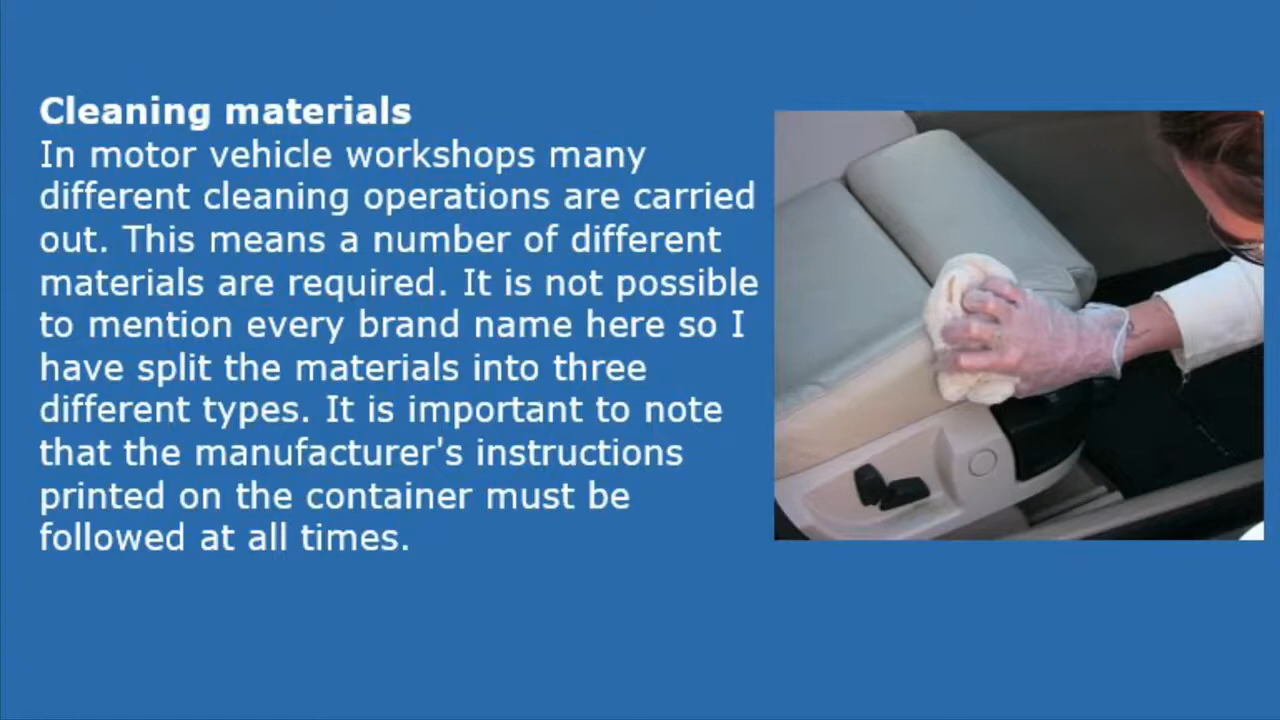 Cleaning materials
In motor vehicle workshops many
different cleaning operations are carried
out. This means a number of different
materials are required. It is not possible
to mention every brand name here so I
have split the materials into three
different types. It is important to note
that the manufacturer's instructions
printed on the container must be
followed at all times.